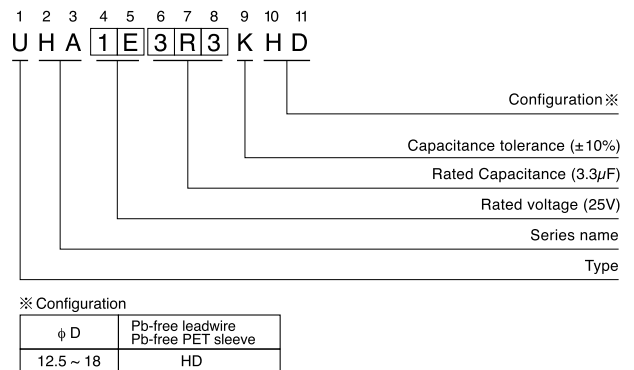 1 2 3 4 5 6 7 8 9 10 11
U H A 1 E 3 R 3 K H D
Configuration※
Capacitance tolerance (±10%)
Rated Capacitance (3.3µF)
Rated voltage (25V)
Series name
Type
※ Configuration
ϕ D
Pb-free leadwire
Pb-free PET sleeve
12.5 ~ 18 HD